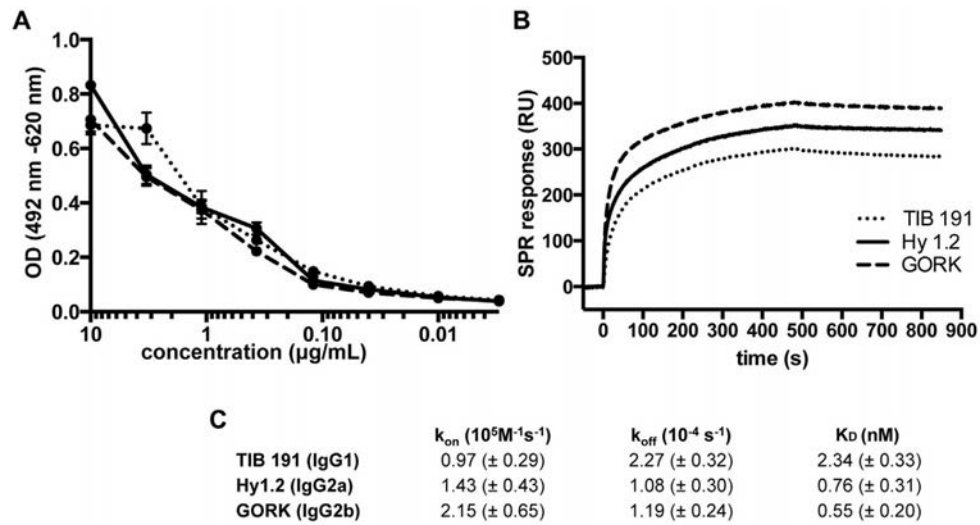 A
1.0
0.8
0.6
0.4
0.2
0.0
OD (492 nm -620 nm)
10
1
0.10
0.01
concentration (µg/mL)
B
500
400
300
200
100
0
SPR response (RU)
TIB 191
Hy 1.2
GORK
0 100 200 300 400 500 600 700 800 900
time (s)
C
kon (10⁵M⁻¹s⁻¹) koff (10⁻⁴ s⁻¹) KD (nM)
TIB 191 (IgG1) 0.97 (± 0.29) 2.27 (± 0.32) 2.34 (± 0.33)
Hy1.2 (IgG2a) 1.43 (± 0.43) 1.08 (± 0.30) 0.76 (± 0.31)
GORK (IgG2b) 2.15 (± 0.65) 1.19 (± 0.24) 0.55 (± 0.20)